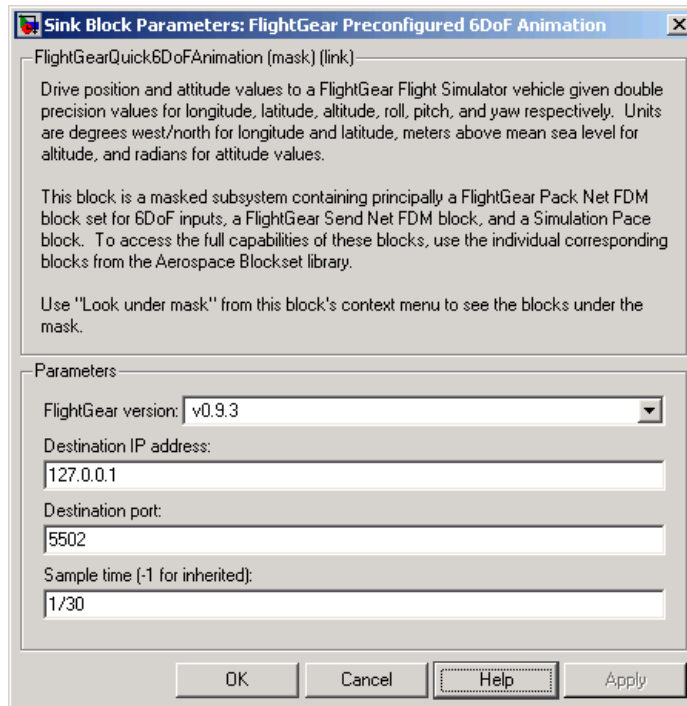 Sink Block Parameters: FlightGear Preconfigured 6DoF Animation
FlightGearQuick6DoFAnimation (mask) (link)
Drive position and attitude values to a FlightGear Flight Simulator vehicle given double
precision values for longitude, latitude, altitude, roll, pitch, and yaw respectively. Units
are degrees west/north for longitude and latitude, meters above mean sea level for
altitude, and radians for attitude values.
This block is a masked subsystem containing principally a FlightGear Pack Net FDM
block set for 6DoF inputs, a FlightGear Send Net FDM block, and a Simulation Pace
block. To access the full capabilities of these blocks, use the individual corresponding
blocks from the Aerospace Blockset library.
Use "Look under mask" from this block's context menu to see the blocks under the
mask.
Parameters
FlightGear version: v0.9.3
Destination IP address:
127.0.0.1
Destination port:
5502
Sample time (-1 for inherited):
1/30
OK Cancel Help Apply